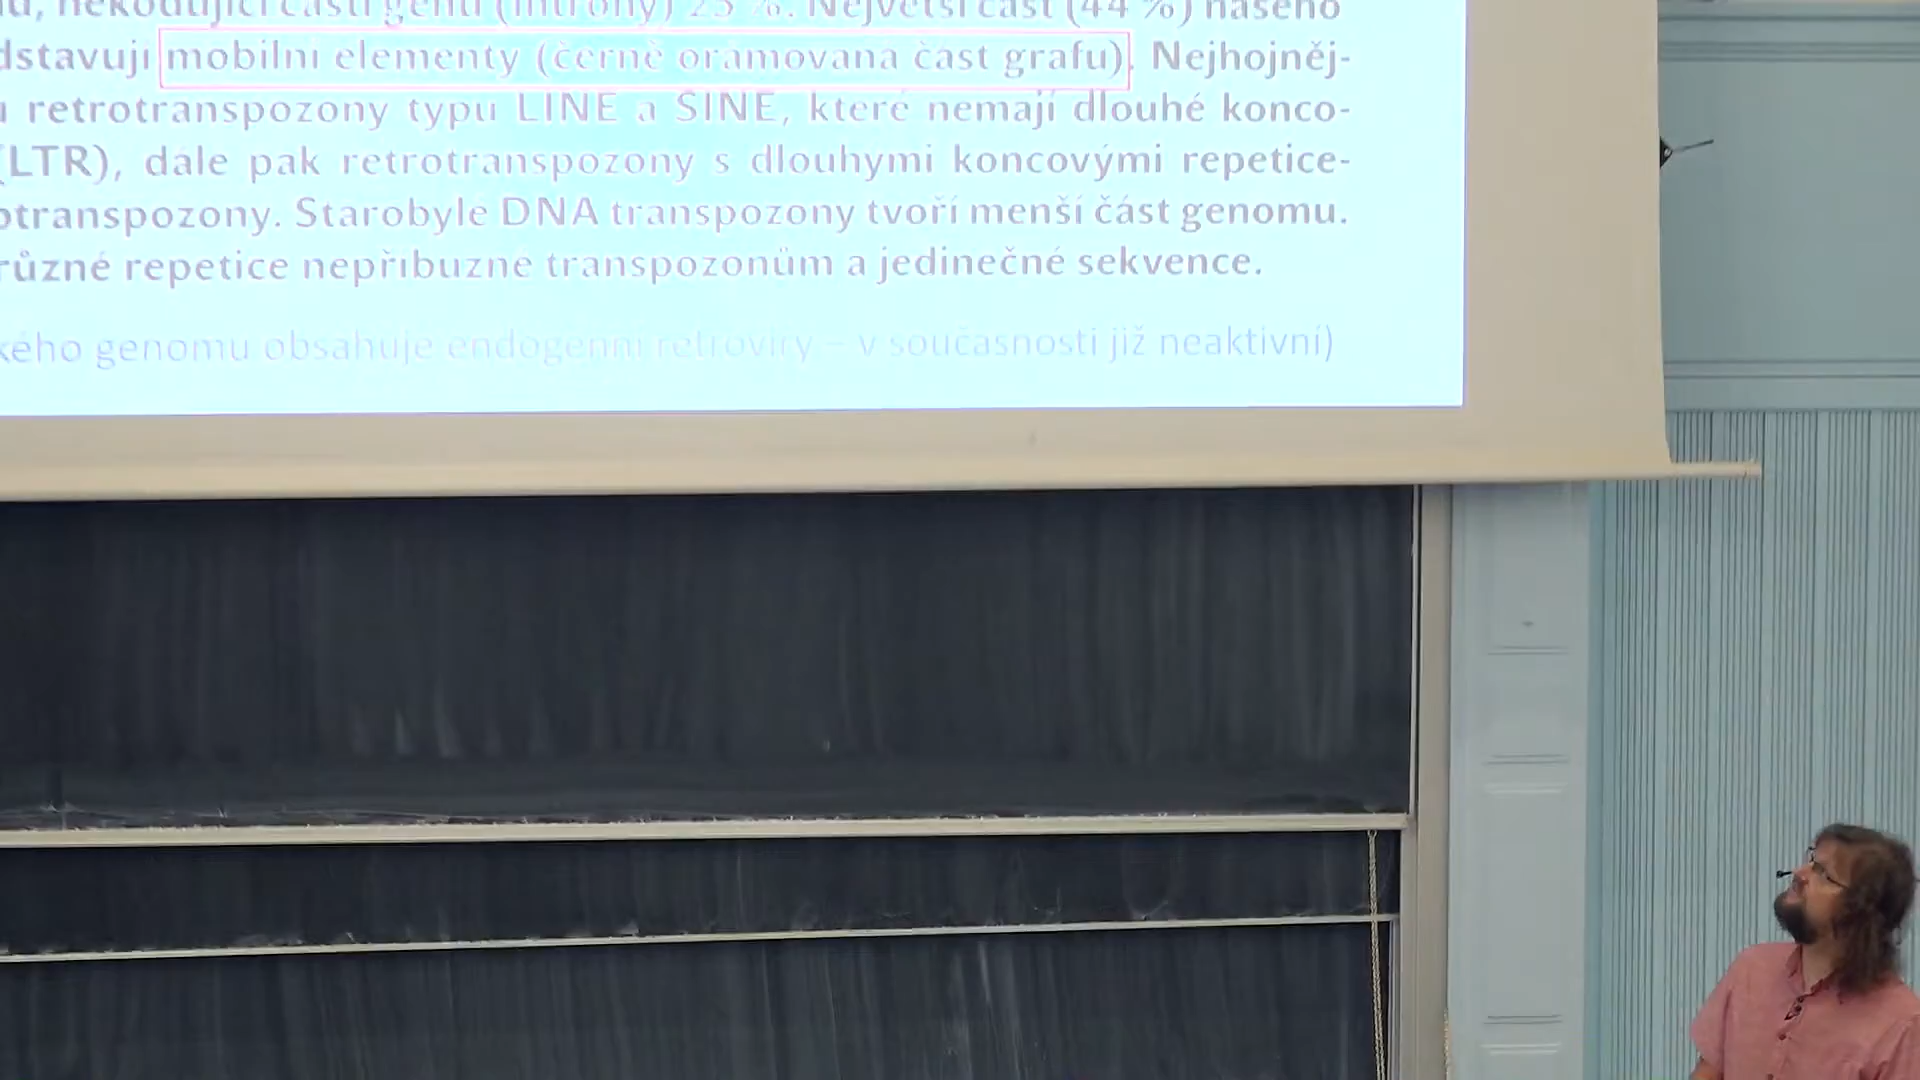 nekódující části genů (introny) 25 %. Největší část (44 %) našeho
dstavují mobilní elementy (černě orámovaná část grafu). Nejhojněj-
retrotranspozony typu LINE a SINE, které nemají dlouhé konco-
(LTR), dále pak retrotranspozony s dlouhými koncovými repetice-
otranspozony. Starobylé DNA transpozony tvoří menší část genomu.
různé repetice nepříbuzné transpozonům a jedinečné sekvence.
kého genomu obsahuje endogenní retroviry – v současnosti již neaktivní)